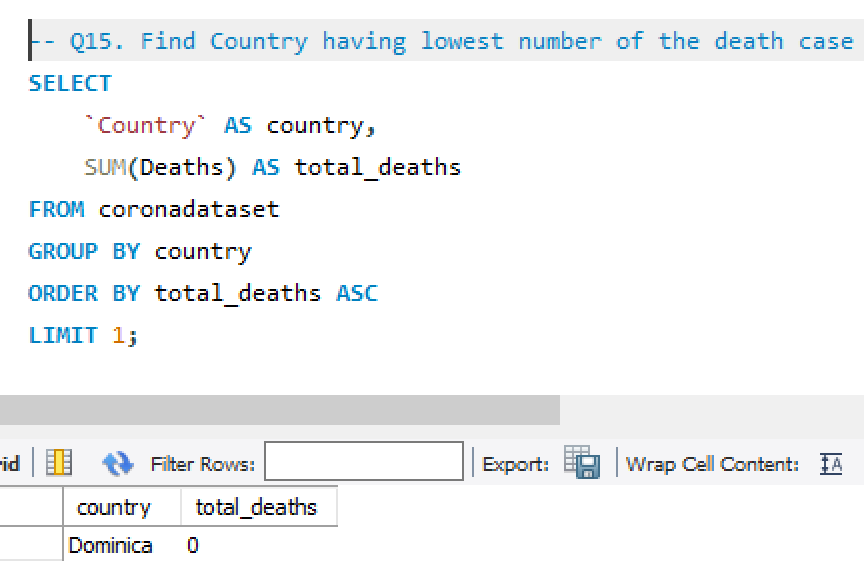 -- Q15. Find Country having lowest number of the death case
SELECT
`Country` AS country,
SUM(Deaths) AS total_deaths
FROM coronadataset
GROUP BY country
ORDER BY total_deaths ASC
LIMIT 1;
rid Filter Rows: Export: Wrap Cell Content: IA
country total_deaths
Dominica 0